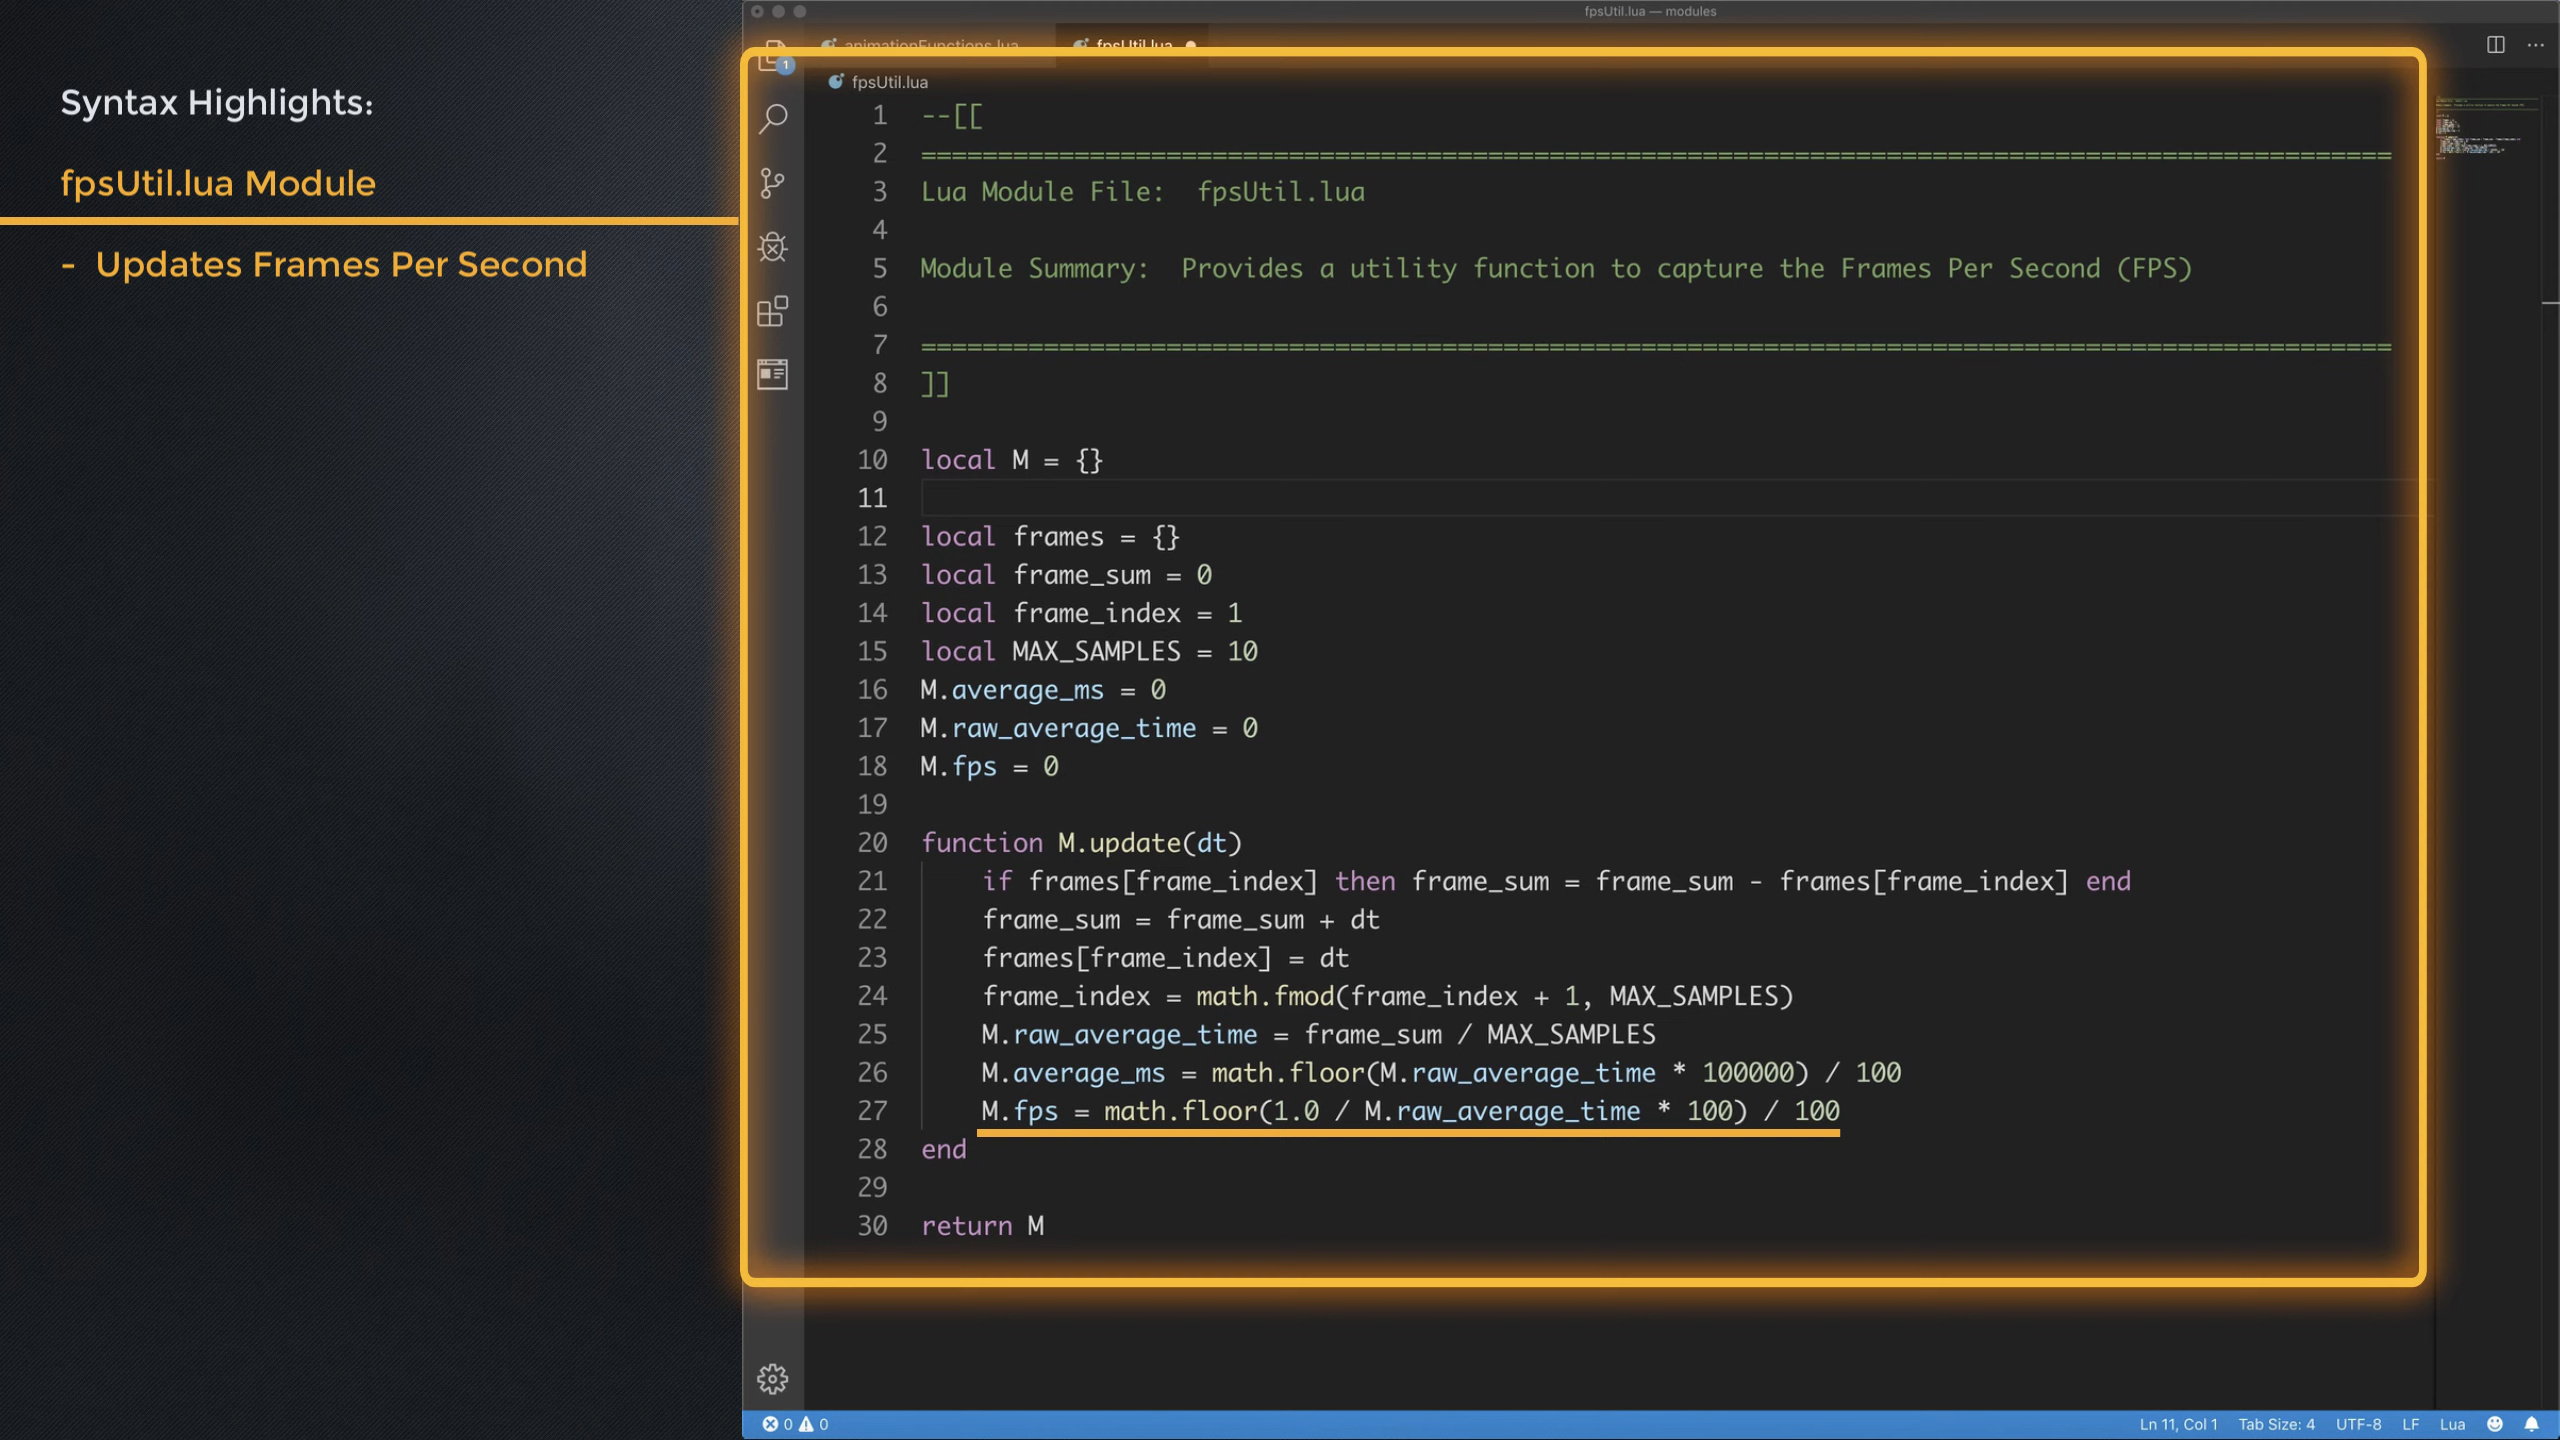 fpsUtil.lua — modules
animationFunctions.lua
fpsUtil.lua
1
fpsUtil.lua
Syntax Highlights:
fpsUtil.lua Module
- Updates Frames Per Second
1 --[[
2 ================================================================================================
3 Lua Module File:  fpsUtil.lua
4
5 Module Summary:  Provides a utility function to capture the Frames Per Second (FPS)
6
7 ================================================================================================
8 ]]
9
10 local M = {}
11
12 local frames = {}
13 local frame_sum = 0
14 local frame_index = 1
15 local MAX_SAMPLES = 10
16 M.average_ms = 0
17 M.raw_average_time = 0
18 M.fps = 0
19
20 function M.update(dt)
21     if frames[frame_index] then frame_sum = frame_sum - frames[frame_index] end
22     frame_sum = frame_sum + dt
23     frames[frame_index] = dt
24     frame_index = math.fmod(frame_index + 1, MAX_SAMPLES)
25     M.raw_average_time = frame_sum / MAX_SAMPLES
26     M.average_ms = math.floor(M.raw_average_time * 100000) / 100
27     M.fps = math.floor(1.0 / M.raw_average_time * 100) / 100
28 end
29
30 return M
0 0
Ln 11, Col 1 Tab Size: 4 UTF-8 LF Lua